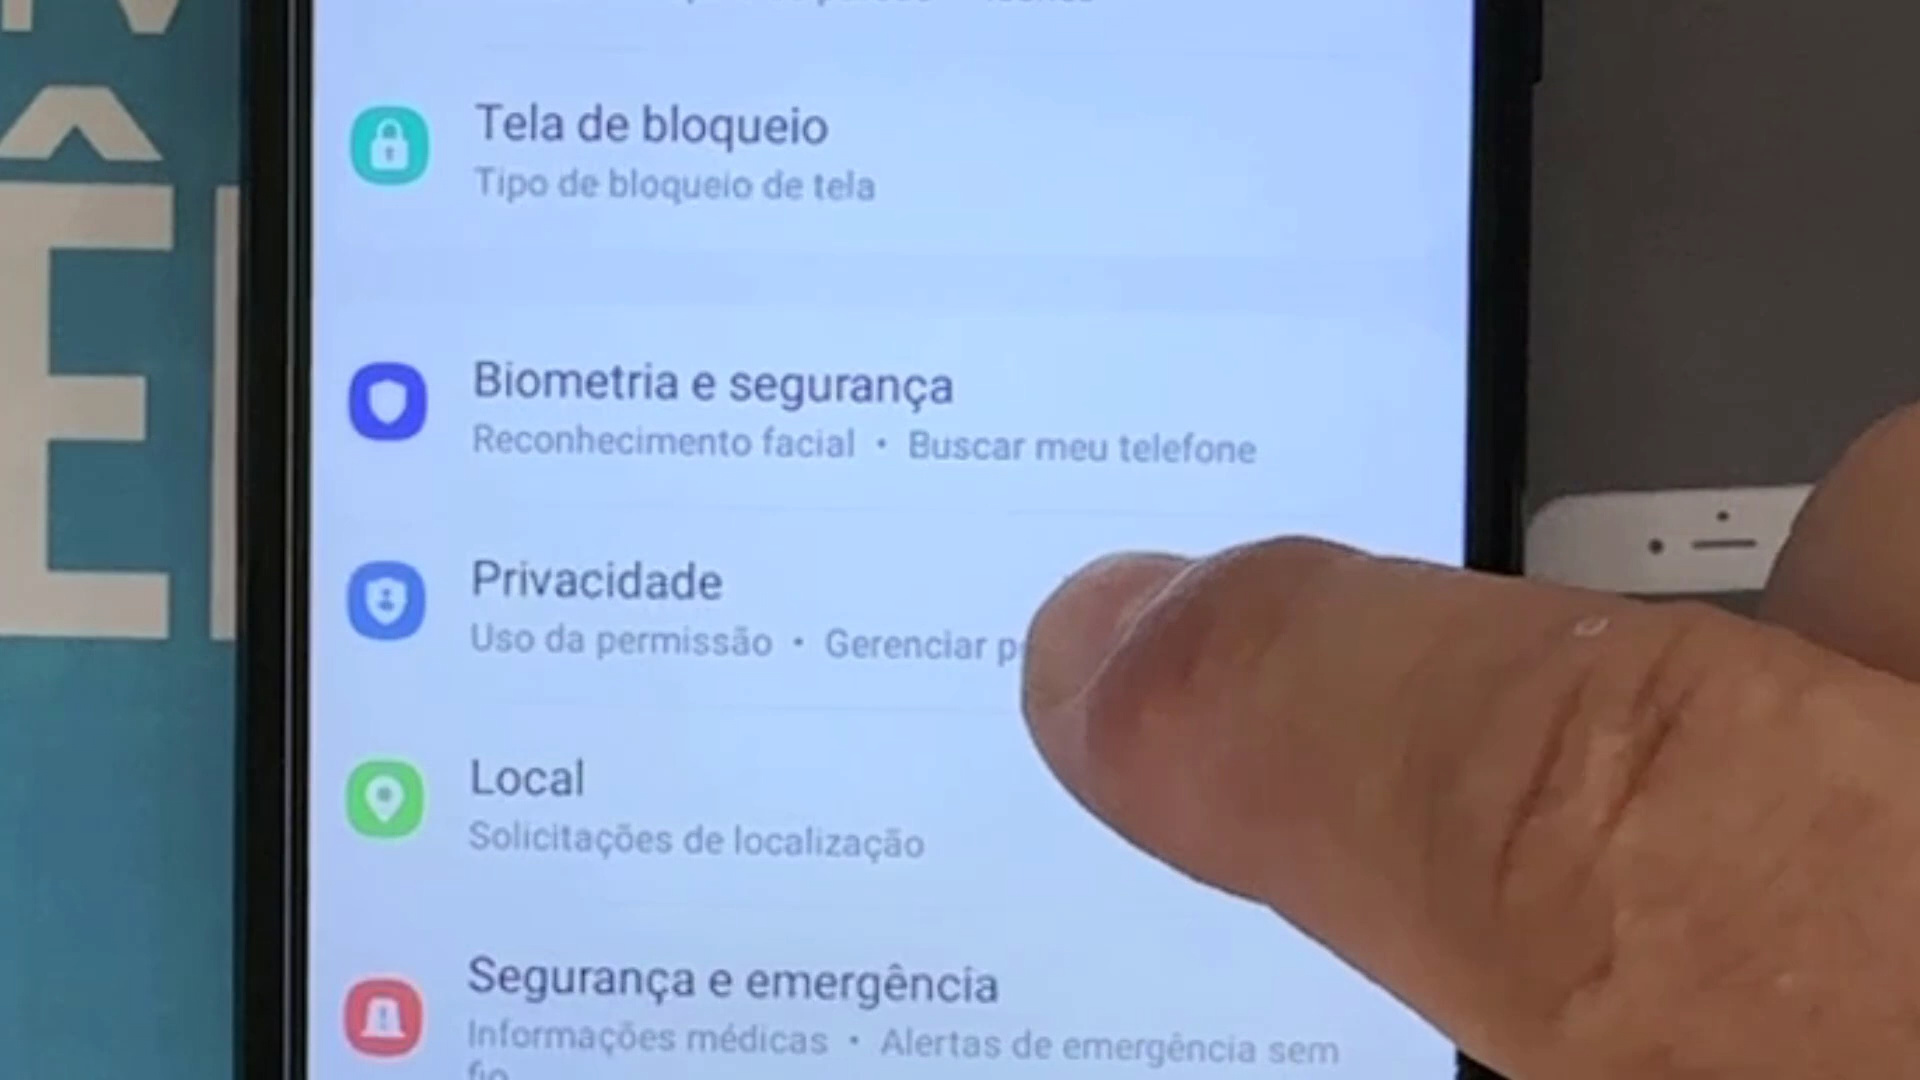 Tela de bloqueio
Tipo de bloqueio de tela
Biometria e segurança
Reconhecimento facial • Buscar meu telefone
Privacidade
Uso da permissão • Gerenciar
Local
Solicitações de localização
Segurança e emergência
Informações médicas • Alertas de emergência sem
fio